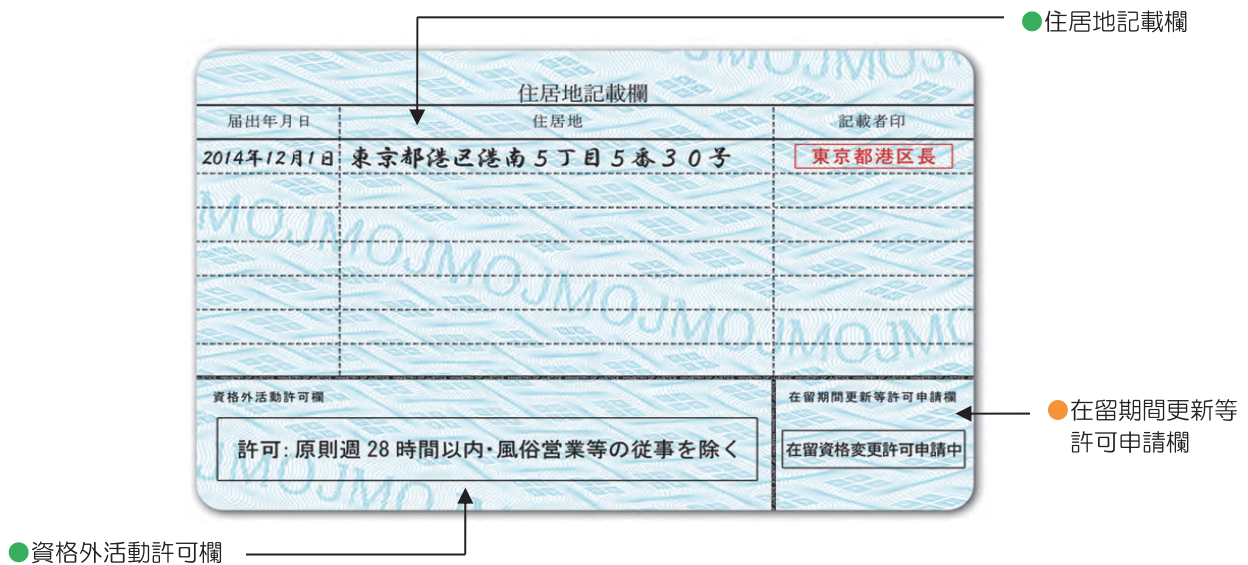 ●住居地記載欄
住居地記載欄
届出年月日 住居地 記載者印
2014年12月1日 東京都港区港南5丁目5番30号 東京都港区長
MOJMOJMOJMOJMOJMOJMOJ
資格外活動許可欄 在留期間更新等許可申請欄
●在留期間更新等
許可申請欄
許可:原則週28時間以内・風俗営業等の従事を除く 在留資格変更許可申請中
●資格外活動許可欄